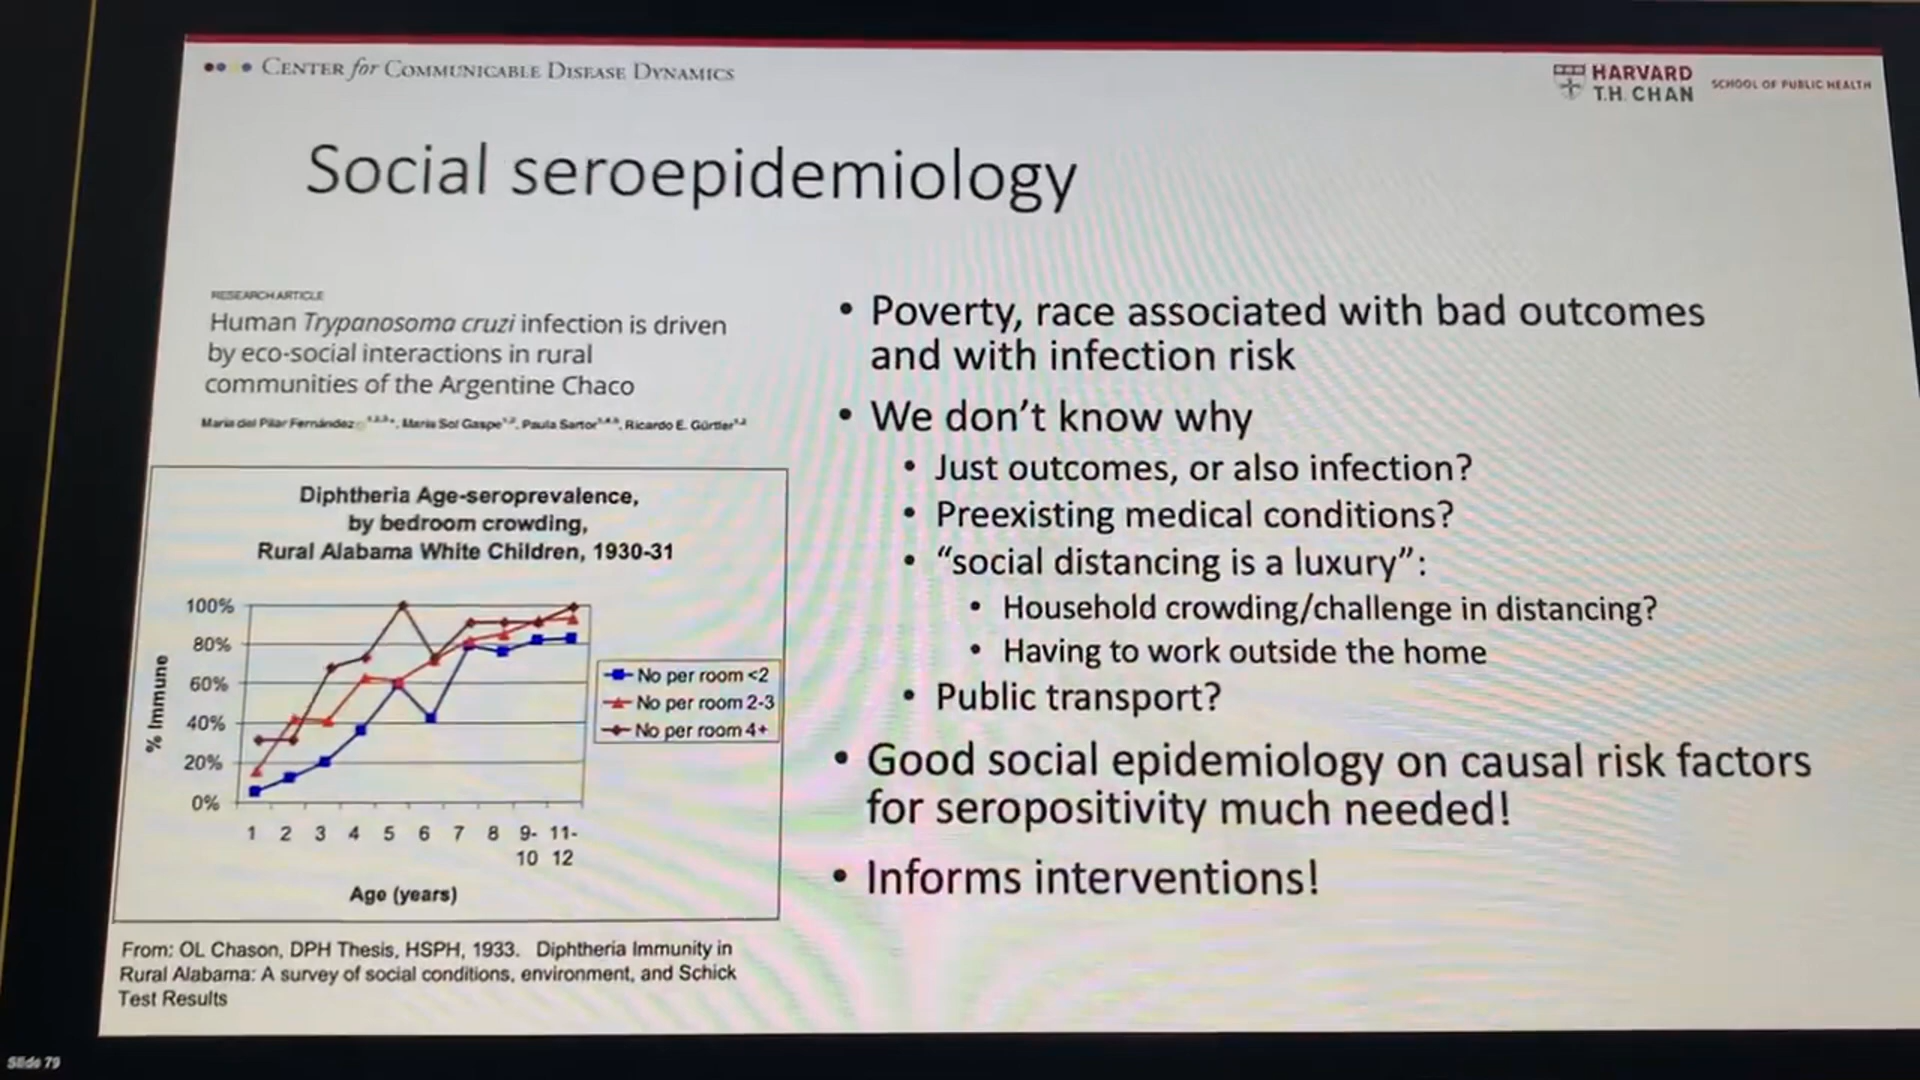 CENTER for COMMUNICABLE DISEASE DYNAMICS
HARVARD
T.H. CHAN
SCHOOL OF PUBLIC HEALTH
Social seroepidemiology
RESEARCH ARTICLE
Human Trypanosoma cruzi infection is driven
by eco-social interactions in rural
communities of the Argentine Chaco
María del Pilar Fernández, María Sol Gaspe, Paula Sartor, Ricardo E. Gürtler
Diphtheria Age-seroprevalence,
by bedroom crowding,
Rural Alabama White Children, 1930-31
% Immune
100%
80%
60%
40%
20%
0%
1 2 3 4 5 6 7 8 9- 11-
10 12
Age (years)
No per room <2
No per room 2-3
No per room 4+
From: OL Chason, DPH Thesis, HSPH, 1933. Diphtheria Immunity in
Rural Alabama: A survey of social conditions, environment, and Schick
Test Results
• Poverty, race associated with bad outcomes
and with infection risk
• We don't know why
• Just outcomes, or also infection?
• Preexisting medical conditions?
• "social distancing is a luxury":
• Household crowding/challenge in distancing?
• Having to work outside the home
• Public transport?
• Good social epidemiology on causal risk factors
for seropositivity much needed!
• Informs interventions!
Slide 79